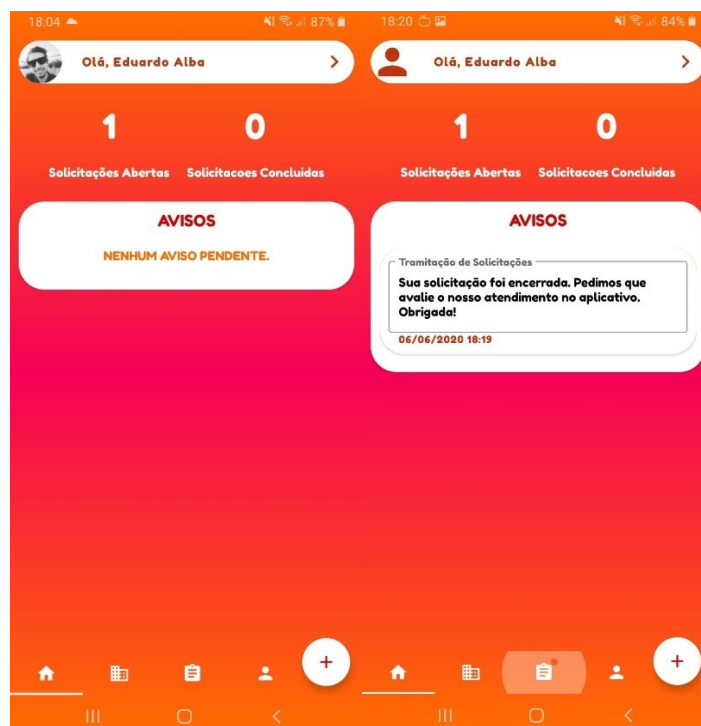 18:04
87%
Olá, Eduardo Alba
1
0
Solicitações Abertas
Solicitacoes Concluidas
AVISOS
NENHUM AVISO PENDENTE.
+
18:20
84%
Olá, Eduardo Alba
1
0
Solicitações Abertas
Solicitacoes Concluidas
AVISOS
Tramitação de Solicitações
Sua solicitação foi encerrada. Pedimos que
avalie o nosso atendimento no aplicativo.
Obrigada!
06/06/2020 18:19
+